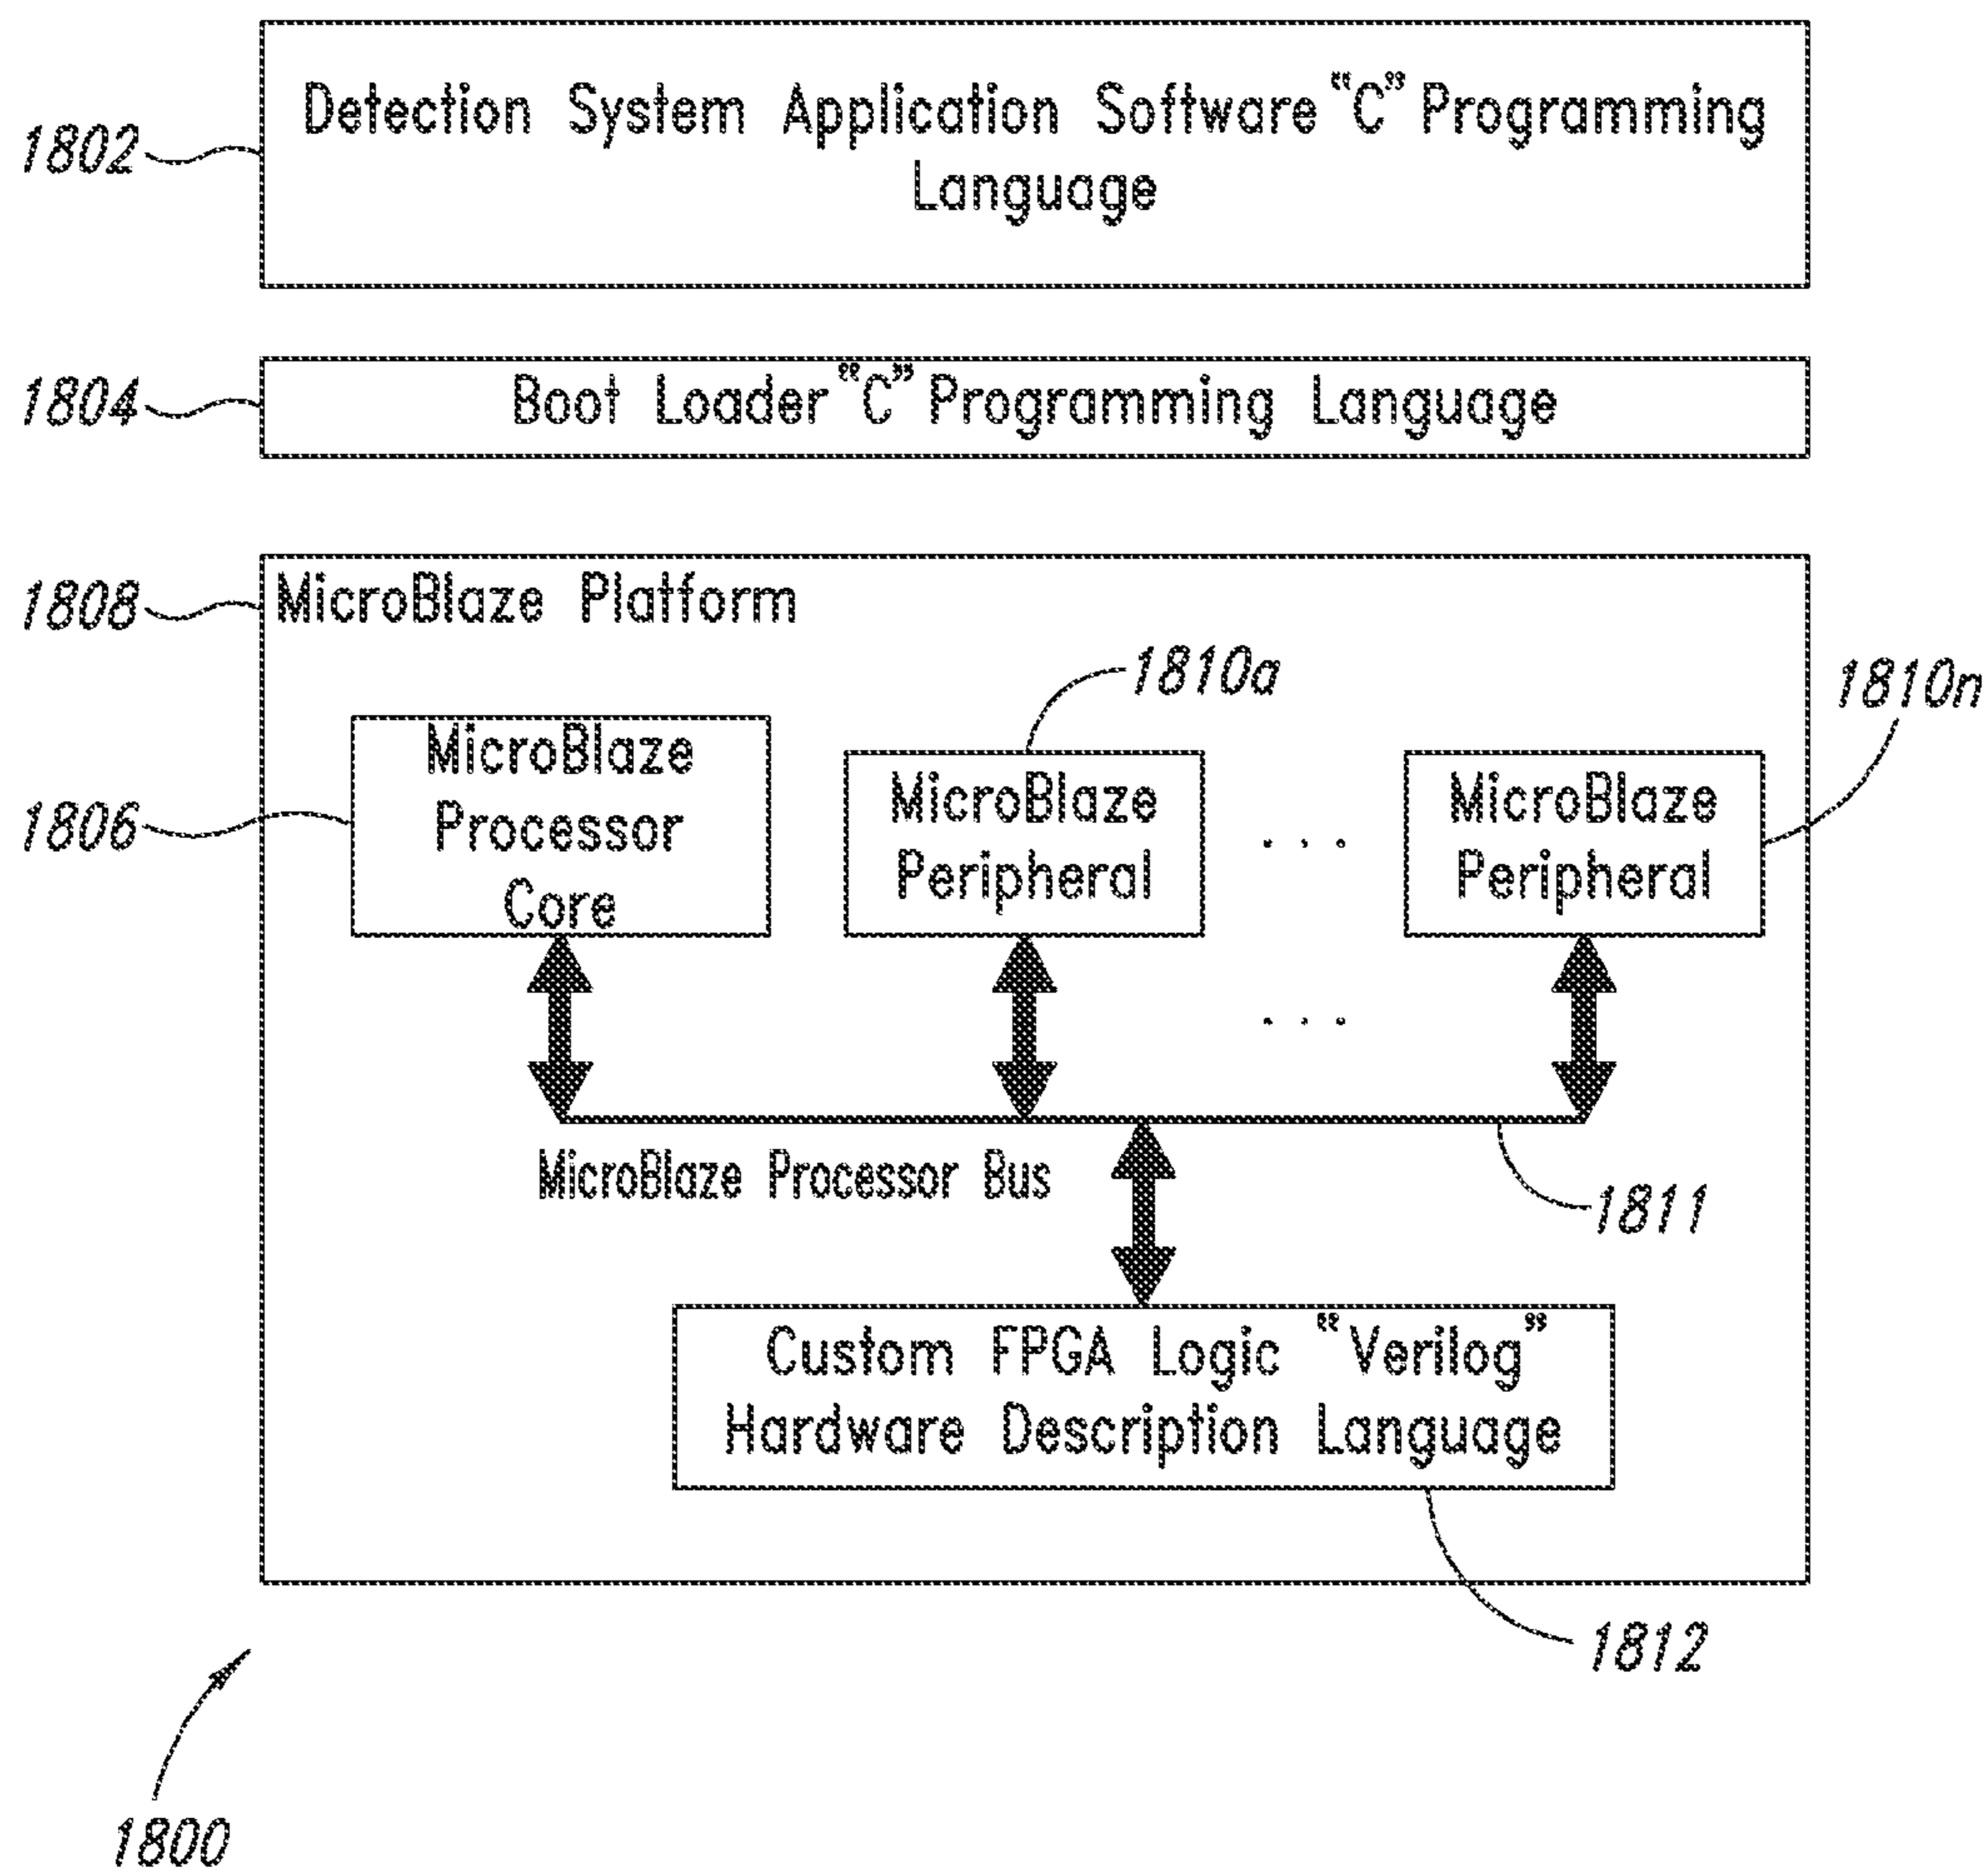 Detection System Application Software “C” Programming
Language
1802
1804
Boot Loader “C” Programming Language
1808
MicroBlaze Platform
1810a
1810n
MicroBlaze
Processor
Core
1806
MicroBlaze
Peripheral
. . .
MicroBlaze
Peripheral
. . .
MicroBlaze Processor Bus
1811
Custom FPGA Logic “Verilog”
Hardware Description Language
1812
1800